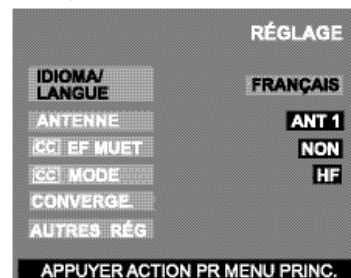 RÉGLAGE
IDIOMA/
LANGUE FRANÇAIS
ANTENNE ANT 1
CC EF MUET NON
CC MODE HF
CONVERGE.
AUTRES RÉG
APPUYER ACTION PR MENU PRINC.